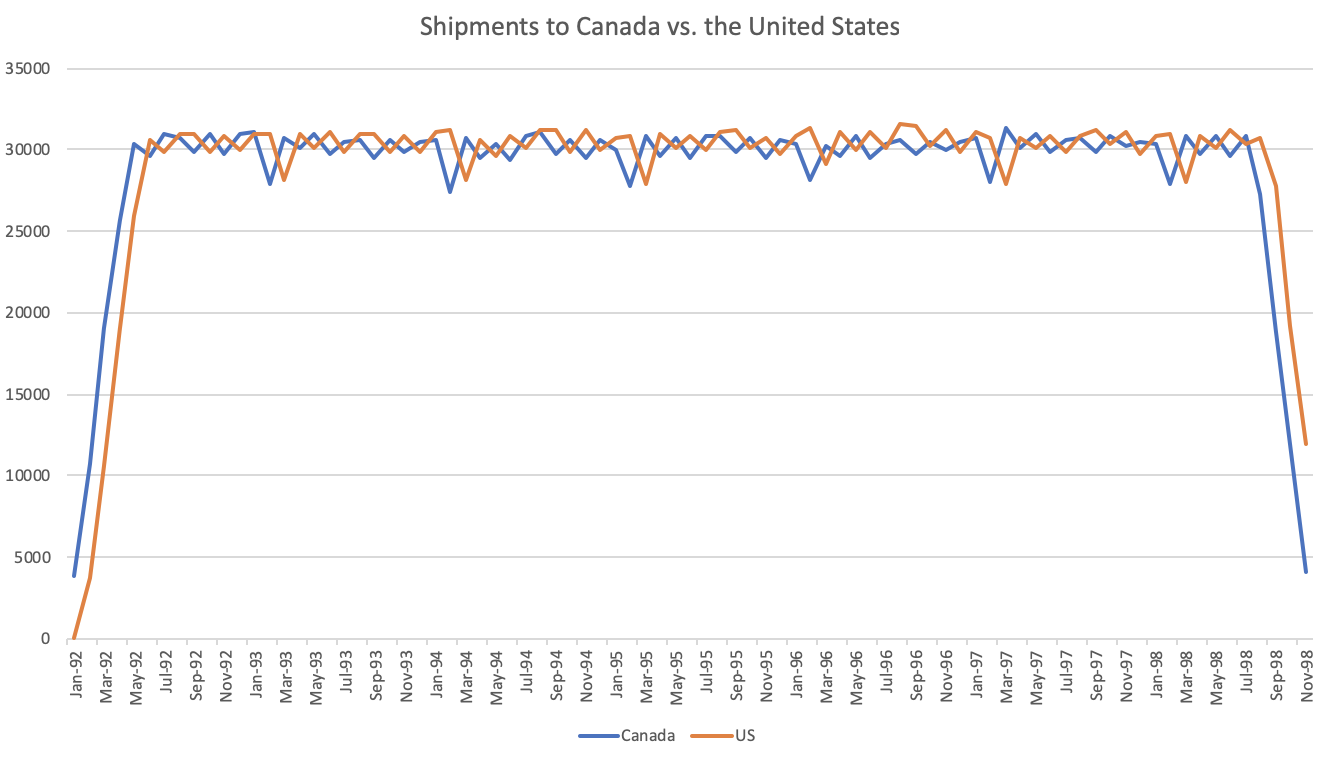 Shipments to Canada vs. the United States
35000
30000
25000
20000
15000
10000
5000
0
Jan-92
Mar-92
May-92
Jul-92
Sep-92
Nov-92
Jan-93
Mar-93
May-93
Jul-93
Sep-93
Nov-93
Jan-94
Mar-94
May-94
Jul-94
Sep-94
Nov-94
Jan-95
Mar-95
May-95
Jul-95
Sep-95
Nov-95
Jan-96
Mar-96
May-96
Jul-96
Sep-96
Nov-96
Jan-97
Mar-97
May-97
Jul-97
Sep-97
Nov-97
Jan-98
Mar-98
May-98
Jul-98
Sep-98
Nov-98
Canada US